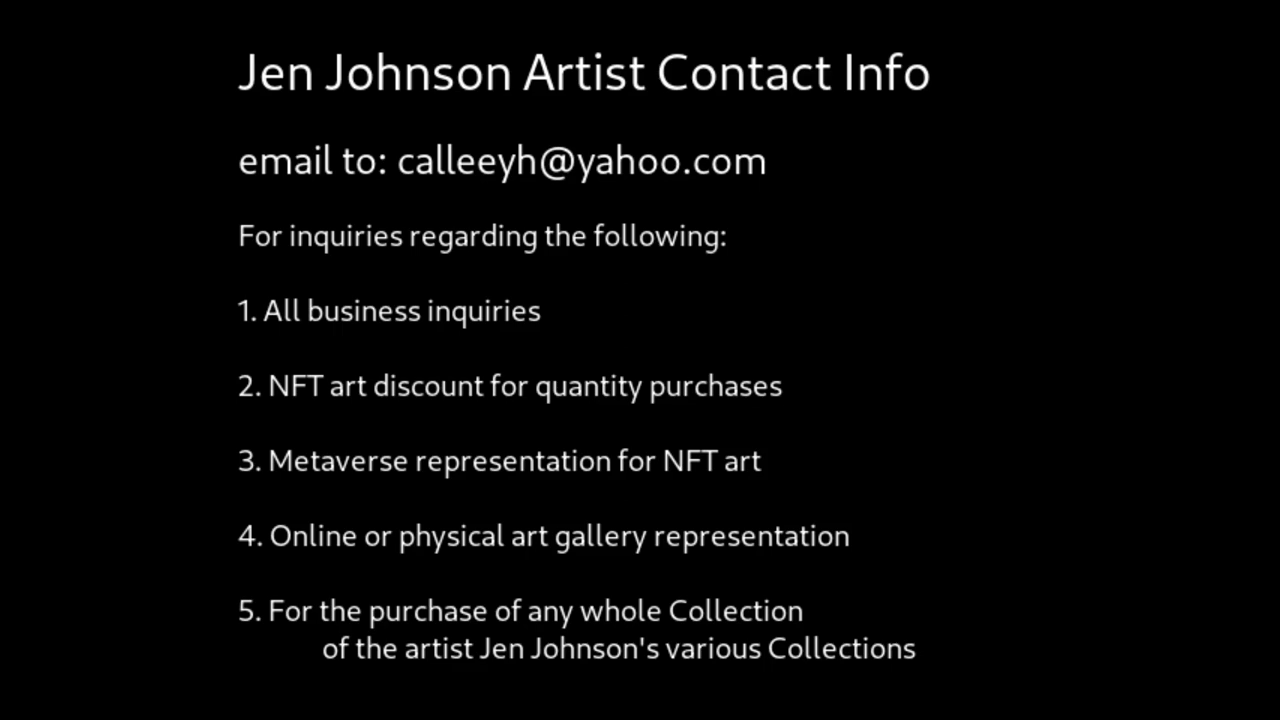 Jen Johnson Artist Contact Info
email to: calleeyh@yahoo.com
For inquiries regarding the following:
1. All business inquiries
2. NFT art discount for quantity purchases
3. Metaverse representation for NFT art
4. Online or physical art gallery representation
5. For the purchase of any whole Collection
of the artist Jen Johnson's various Collections